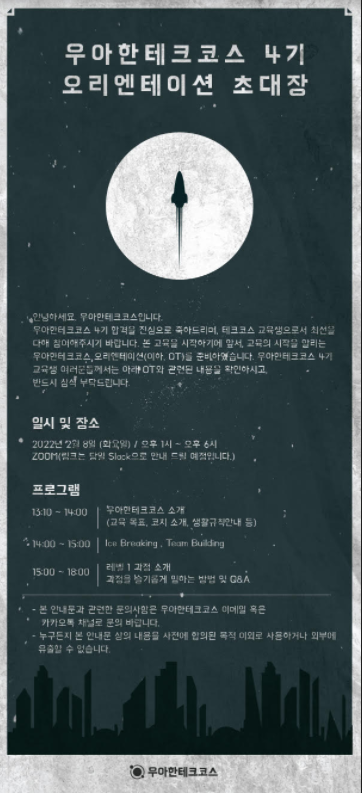 우아한테크코스 4기
오리엔테이션 초대장
안녕하세요. 우아한테크코스입니다.
우아한테크코스 4기 합격을 진심으로 축하드리며, 테크코스 교육생으로서 최선을
다해 참여해주시기 바랍니다. 본 교육을 시작하기에 앞서, 교육의 시작을 알리는
우아한테크코스 오리엔테이션(이하, OT)를 준비하였습니다. 우아한테크코스 4기
교육생 여러분들께서는 아래 OT와 관련된 내용을 확인하시고,
반드시 참석 부탁드립니다.
일시 및 장소
2022년 2월 8일 (화요일) / 오후 1시 ~ 오후 6시
ZOOM(링크는 당일 Slack으로 안내 드릴 예정입니다.)
프로그램
13:10 ~ 14:00
우아한테크코스 소개
(교육 목표, 코치 소개, 생활규칙안내 등)
14:00 ~ 15:00
Ice Breaking , Team Building
15:00 ~ 18:00
레벨 1 과정 소개
과정을 슬기롭게 임하는 방법 및 Q&A
- 본 안내문과 관련한 문의사항은 우아한테크코스 이메일 혹은
카카오톡 채널로 문의 바랍니다.
- 누구든지 본 안내문 상의 내용을 사전에 합의된 목적 이외로 사용하거나 외부에
유출할 수 없습니다.
우아한테크코스